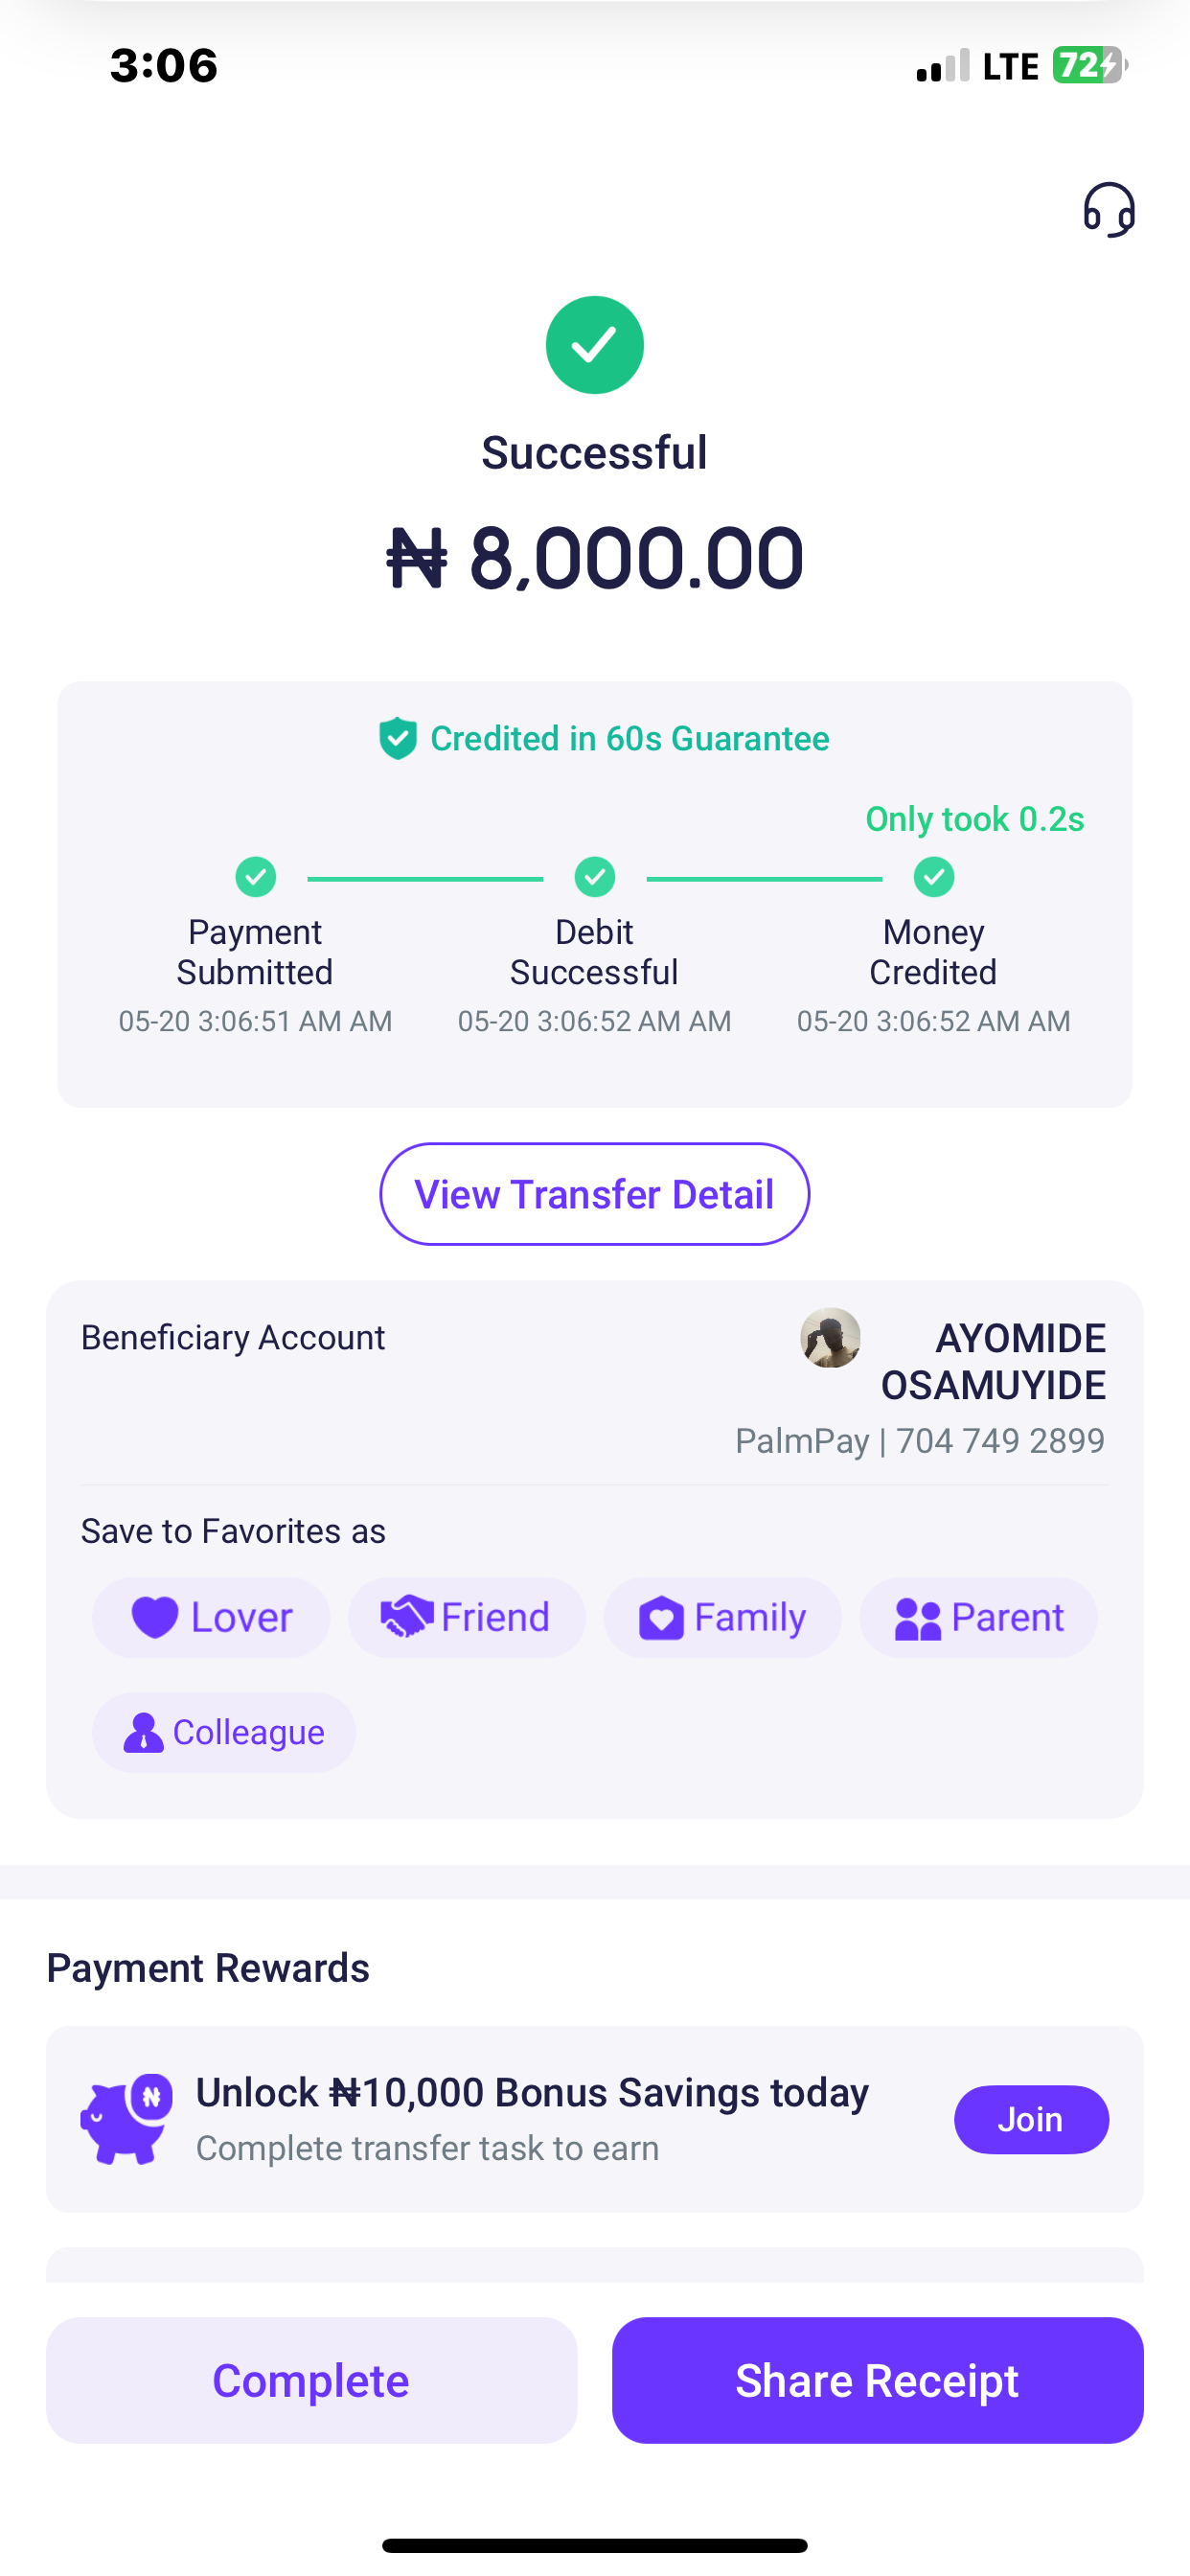 3:06
LTE 72
Successful
₦ 8,000.00
Credited in 60s Guarantee
Only took 0.2s
Payment
Submitted
05-20 3:06:51 AM AM
Debit
Successful
05-20 3:06:52 AM AM
Money
Credited
05-20 3:06:52 AM AM
View Transfer Detail
Beneficiary Account
AYOMIDE
OSAMUYIDE
PalmPay | 704 749 2899
Save to Favorites as
Lover
Friend
Family
Parent
Colleague
Payment Rewards
₦
Unlock ₦10,000 Bonus Savings today
Complete transfer task to earn
Join
Complete
Share Receipt